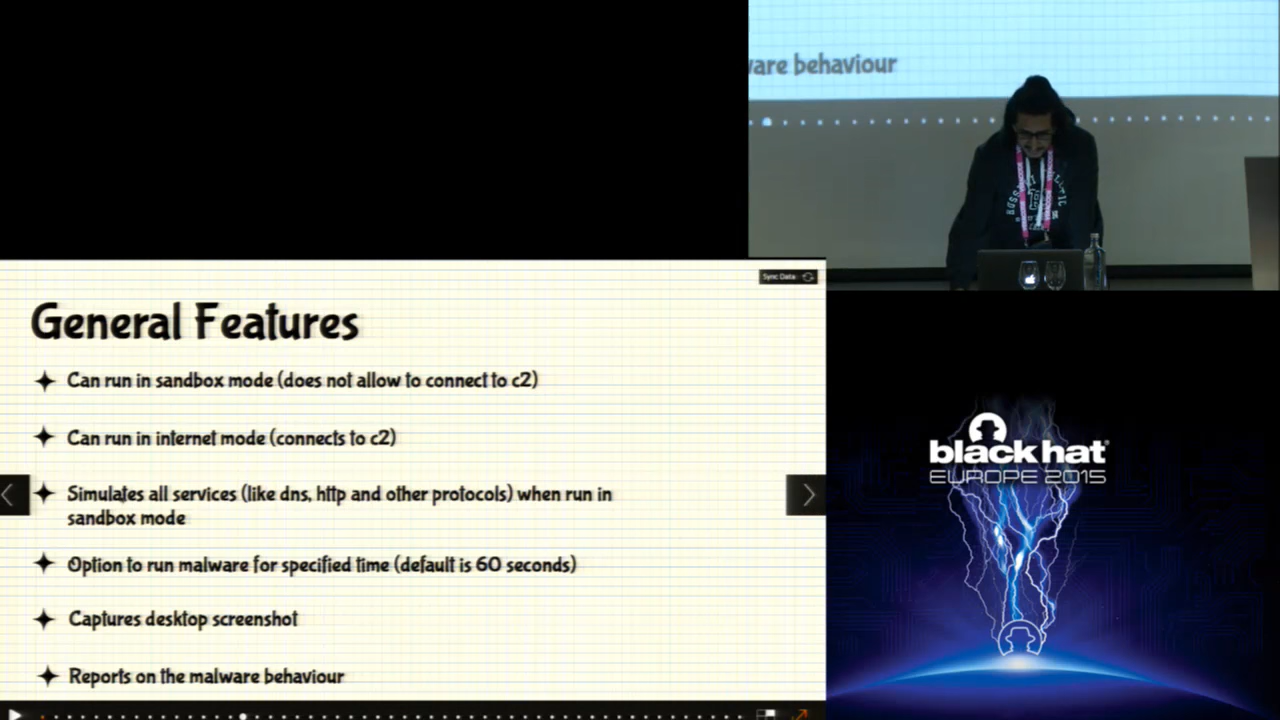 ware behaviour
Sync Data
General Features
Can run in sandbox mode (does not allow to connect to c2)
Can run in internet mode (connects to c2)
Simulates all services (like dns, http and other protocols) when run in
sandbox mode
Option to run malware for specified time (default is 60 seconds)
Captures desktop screenshot
Reports on the malware behaviour
black hat
EUROPE 2015